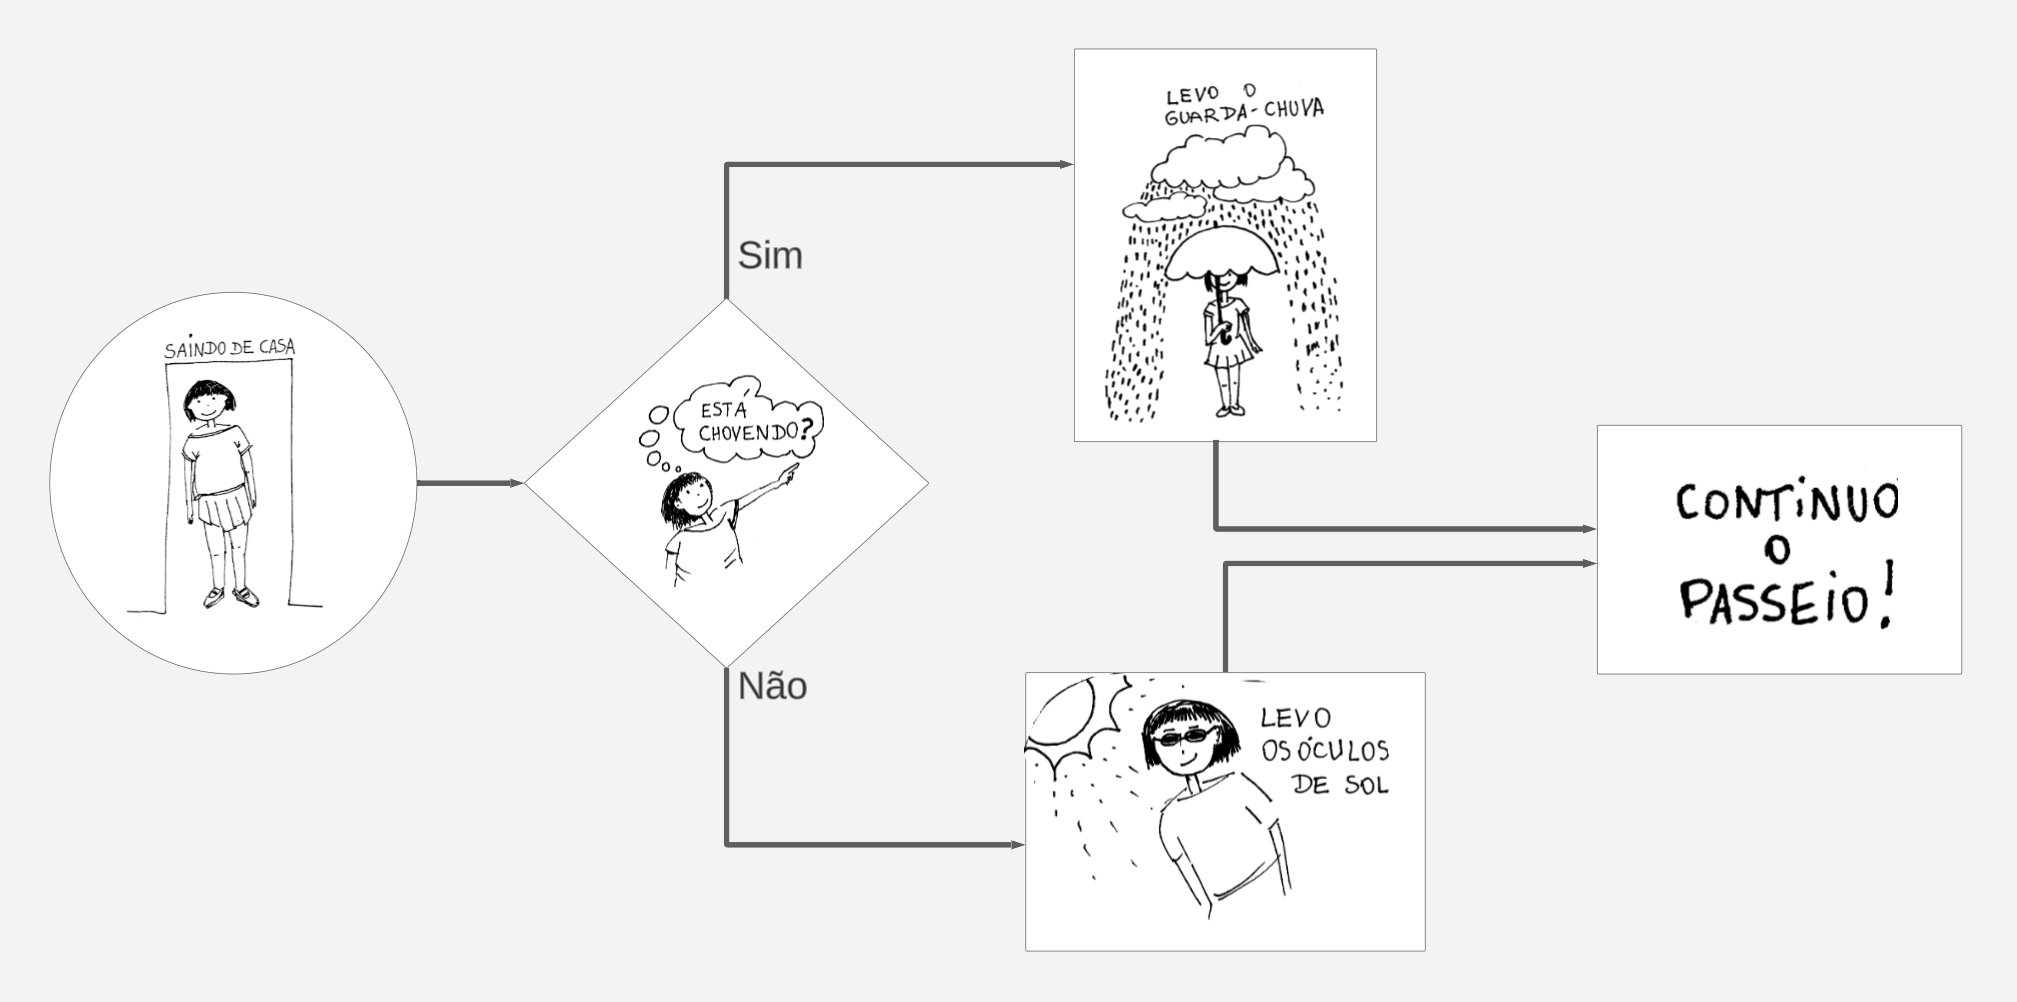 SAINDO DE CASA
ESTÁ
CHOVENDO?
Sim
LEVO O
GUARDA-CHUVA
Não
LEVO
OS ÓCULOS
DE SOL
CONTINUO
O
PASSEIO!